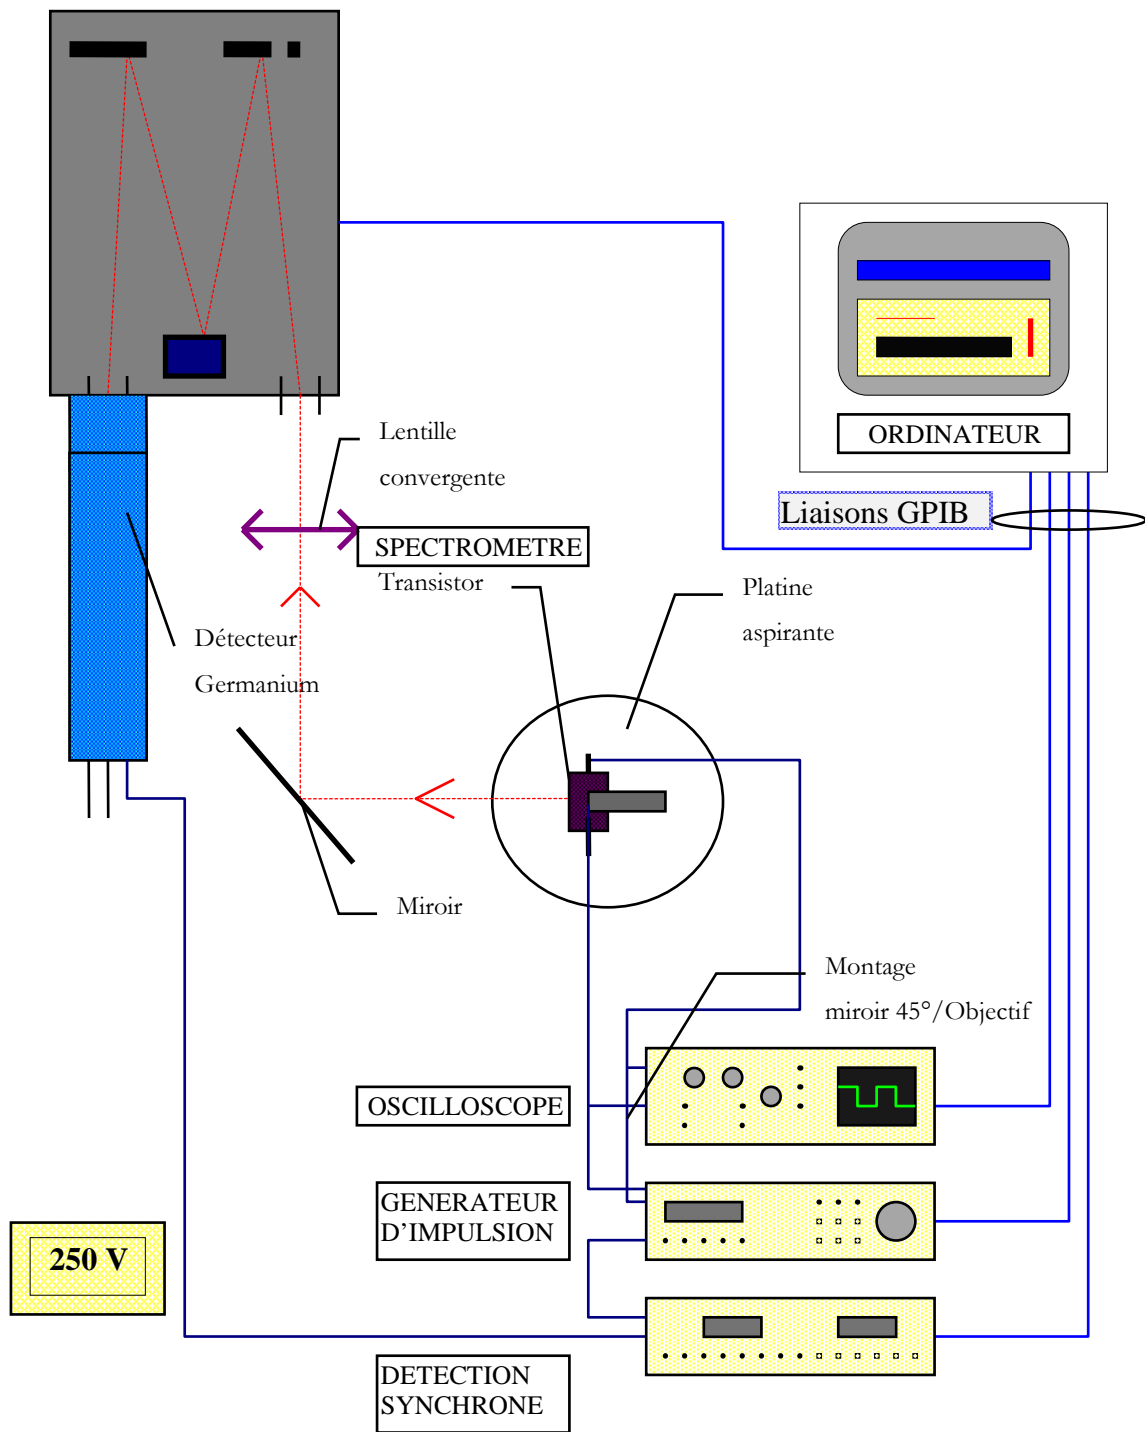 ORDINATEUR
Lentille
convergente
Liaisons GPIB
SPECTROMETRE
Transistor
Platine
aspirante
Détecteur
Germanium
Miroir
Montage
miroir 45°/Objectif
OSCILLOSCOPE
GENERATEUR
D'IMPULSION
250 V
DETECTION
SYNCHRONE